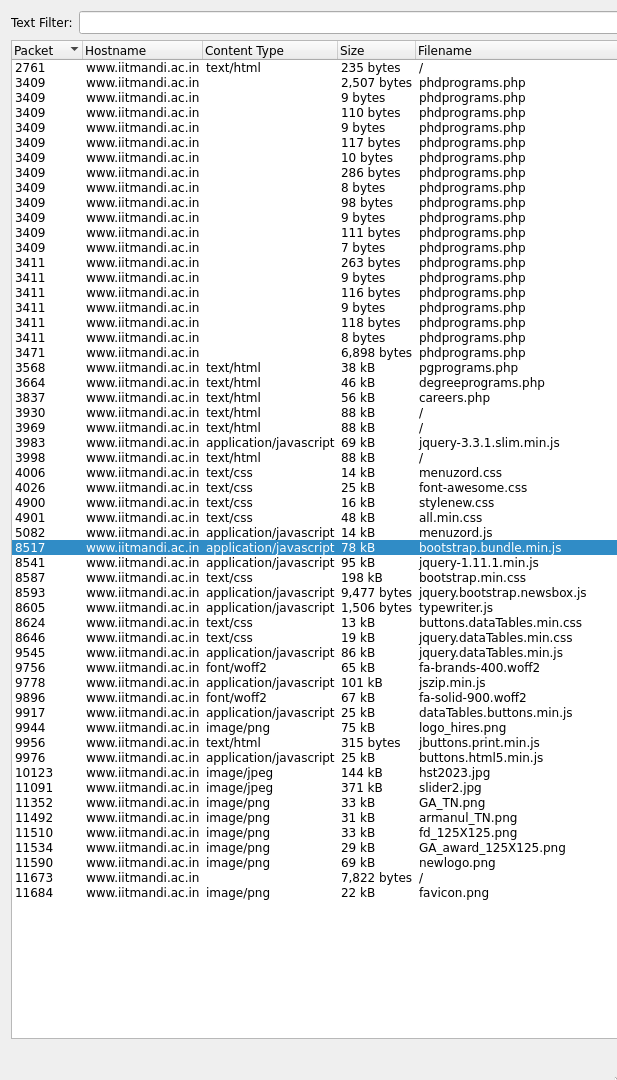 Text Filter:
Packet Hostname Content Type Size Filename
2761 www.iitmandi.ac.in text/html 235 bytes /
3409 www.iitmandi.ac.in 2,507 bytes phdprograms.php
3409 www.iitmandi.ac.in 9 bytes phdprograms.php
3409 www.iitmandi.ac.in 110 bytes phdprograms.php
3409 www.iitmandi.ac.in 9 bytes phdprograms.php
3409 www.iitmandi.ac.in 117 bytes phdprograms.php
3409 www.iitmandi.ac.in 10 bytes phdprograms.php
3409 www.iitmandi.ac.in 286 bytes phdprograms.php
3409 www.iitmandi.ac.in 8 bytes phdprograms.php
3409 www.iitmandi.ac.in 98 bytes phdprograms.php
3409 www.iitmandi.ac.in 9 bytes phdprograms.php
3409 www.iitmandi.ac.in 111 bytes phdprograms.php
3409 www.iitmandi.ac.in 7 bytes phdprograms.php
3411 www.iitmandi.ac.in 263 bytes phdprograms.php
3411 www.iitmandi.ac.in 9 bytes phdprograms.php
3411 www.iitmandi.ac.in 116 bytes phdprograms.php
3411 www.iitmandi.ac.in 9 bytes phdprograms.php
3411 www.iitmandi.ac.in 118 bytes phdprograms.php
3411 www.iitmandi.ac.in 8 bytes phdprograms.php
3471 www.iitmandi.ac.in 6,898 bytes phdprograms.php
3568 www.iitmandi.ac.in text/html 38 kB pgprograms.php
3664 www.iitmandi.ac.in text/html 46 kB degreeprograms.php
3837 www.iitmandi.ac.in text/html 56 kB careers.php
3930 www.iitmandi.ac.in text/html 88 kB /
3969 www.iitmandi.ac.in text/html 88 kB /
3983 www.iitmandi.ac.in application/javascript 69 kB jquery-3.3.1.slim.min.js
3998 www.iitmandi.ac.in text/html 88 kB /
4006 www.iitmandi.ac.in text/css 14 kB menuzord.css
4026 www.iitmandi.ac.in text/css 25 kB font-awesome.css
4900 www.iitmandi.ac.in text/css 16 kB stylenew.css
4901 www.iitmandi.ac.in text/css 48 kB all.min.css
5082 www.iitmandi.ac.in application/javascript 14 kB menuzord.js
8517 www.iitmandi.ac.in application/javascript 78 kB bootstrap.bundle.min.js
8541 www.iitmandi.ac.in application/javascript 95 kB jquery-1.11.1.min.js
8587 www.iitmandi.ac.in text/css 198 kB bootstrap.min.css
8593 www.iitmandi.ac.in application/javascript 9,477 bytes jquery.bootstrap.newsbox.js
8605 www.iitmandi.ac.in application/javascript 1,506 bytes typewriter.js
8624 www.iitmandi.ac.in text/css 13 kB buttons.dataTables.min.css
8646 www.iitmandi.ac.in text/css 19 kB jquery.dataTables.min.css
9545 www.iitmandi.ac.in application/javascript 86 kB jquery.dataTables.min.js
9756 www.iitmandi.ac.in font/woff2 65 kB fa-brands-400.woff2
9778 www.iitmandi.ac.in application/javascript 101 kB jszip.min.js
9896 www.iitmandi.ac.in font/woff2 67 kB fa-solid-900.woff2
9917 www.iitmandi.ac.in application/javascript 25 kB dataTables.buttons.min.js
9944 www.iitmandi.ac.in image/png 75 kB logo_hires.png
9956 www.iitmandi.ac.in text/html 315 bytes jbuttons.print.min.js
9976 www.iitmandi.ac.in application/javascript 25 kB buttons.html5.min.js
10123 www.iitmandi.ac.in image/jpeg 144 kB hst2023.jpg
11091 www.iitmandi.ac.in image/jpeg 371 kB slider2.jpg
11352 www.iitmandi.ac.in image/png 33 kB GA_TN.png
11492 www.iitmandi.ac.in image/png 31 kB armanul_TN.png
11510 www.iitmandi.ac.in image/png 33 kB fd_125X125.png
11534 www.iitmandi.ac.in image/png 29 kB GA_award_125X125.png
11590 www.iitmandi.ac.in image/png 69 kB newlogo.png
11673 www.iitmandi.ac.in 7,822 bytes /
11684 www.iitmandi.ac.in image/png 22 kB favicon.png